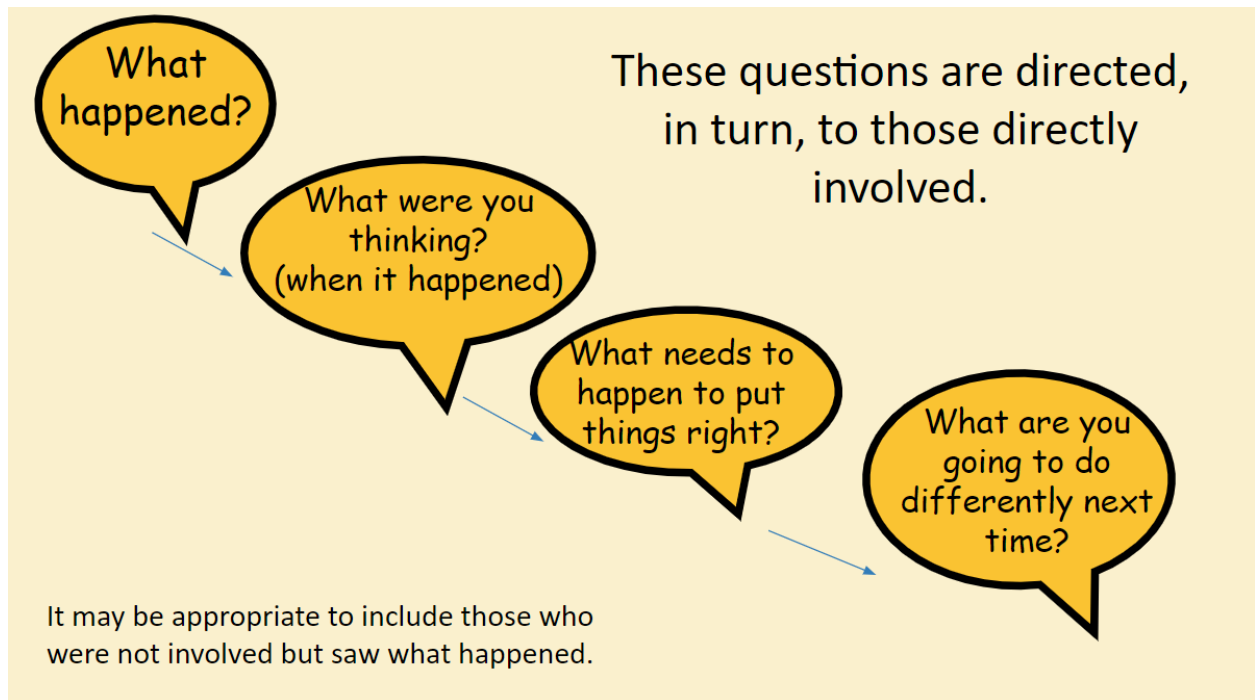 What
happened?
These questions are directed,
in turn, to those directly
involved.
What were you
thinking?
(when it happened)
What needs to
happen to put
things right?
What are you
going to do
differently next
time?
It may be appropriate to include those who
were not involved but saw what happened.